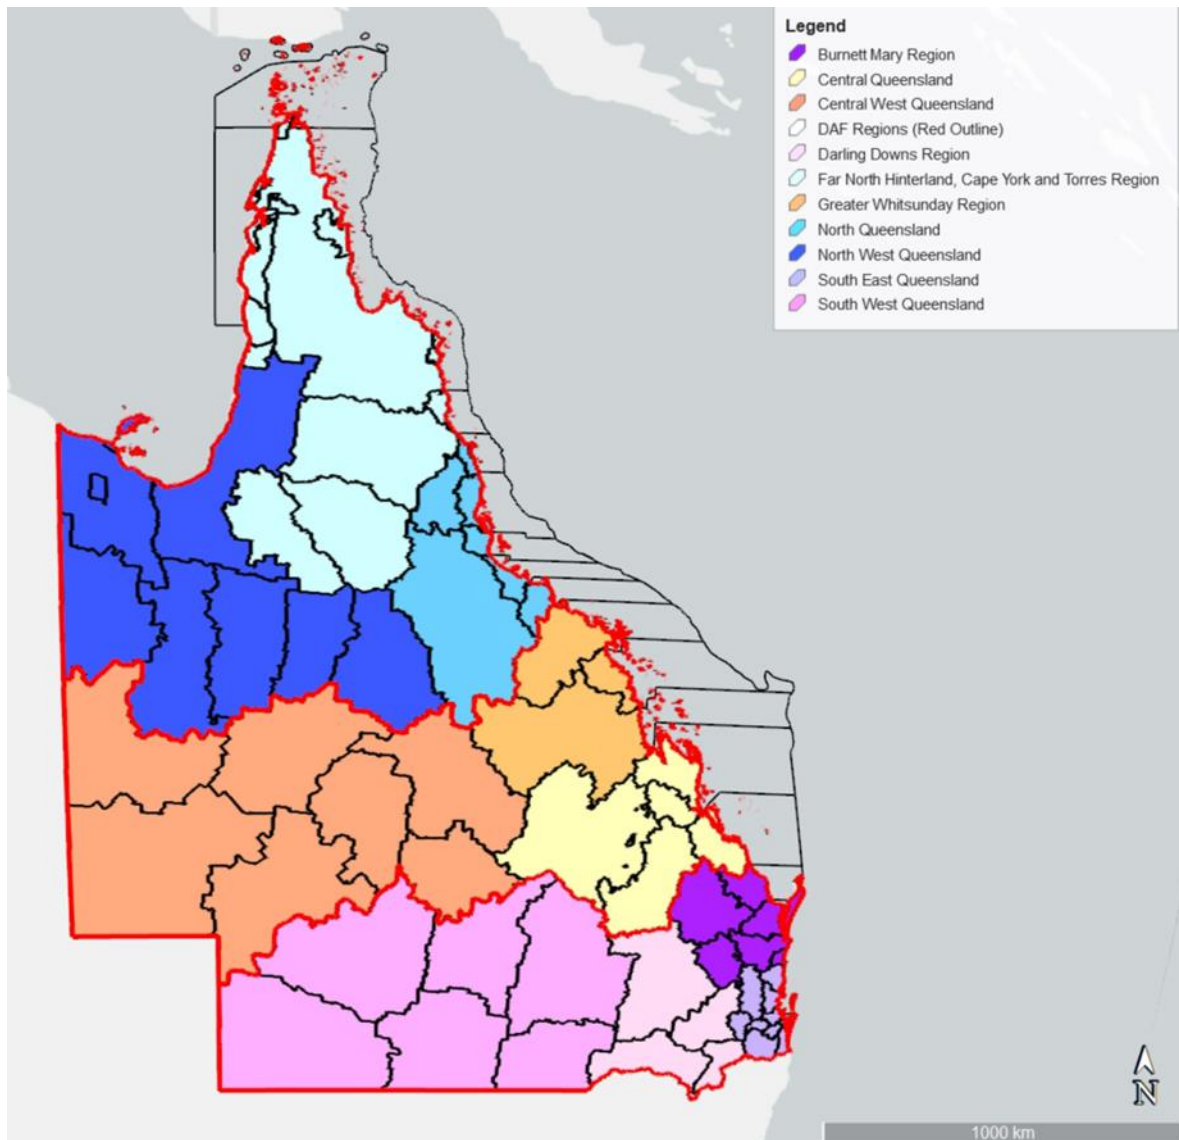 Legend
Burnett Mary Region
Central Queensland
Central West Queensland
DAF Regions (Red Outline)
Darling Downs Region
Far North Hinterland, Cape York and Torres Region
Greater Whitsunday Region
North Queensland
North West Queensland
South East Queensland
South West Queensland
N
1000 km